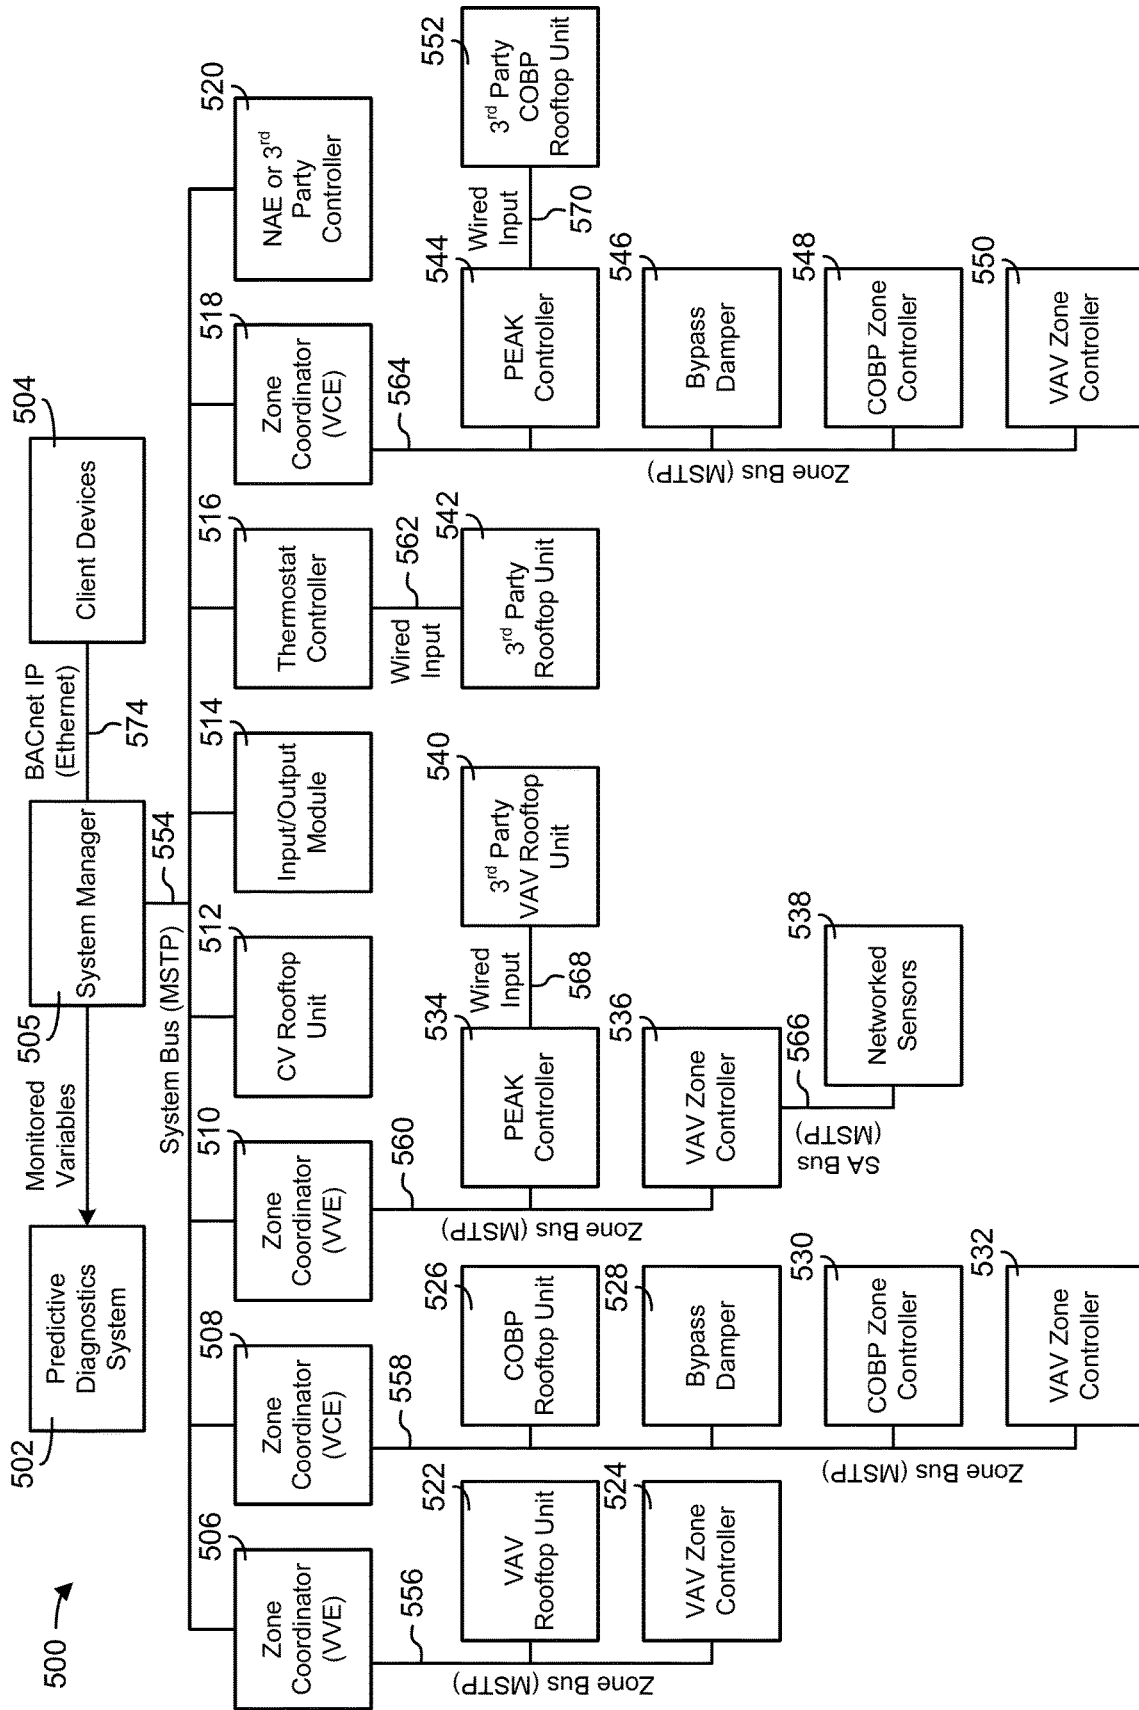 500
502
Predictive
Diagnostics
System
Monitored
Variables
505
System Manager
BACnet IP
(Ethernet)
574
504
Client Devices
System Bus (MSTP)
554
506
Zone
Coordinator
(VVE)
508
Zone
Coordinator
(VCE)
510
Zone
Coordinator
(VVE)
512
CV Rooftop
Unit
514
Input/Output
Module
516
Thermostat
Controller
518
Zone
Coordinator
(VCE)
520
NAE or 3rd
Party
Controller
556
Zone Bus (MSTP)
522
VAV
Rooftop Unit
524
VAV Zone
Controller
558
Zone Bus (MSTP)
526
COBP
Rooftop Unit
528
Bypass
Damper
530
COBP Zone
Controller
532
VAV Zone
Controller
560
Zone Bus (MSTP)
534
PEAK
Controller
Wired
Input
568
540
3rd Party
VAV Rooftop
Unit
536
VAV Zone
Controller
566
SA Bus
(MSTP)
538
Networked
Sensors
562
Wired
Input
542
3rd Party
Rooftop Unit
564
Zone Bus (MSTP)
544
PEAK
Controller
Wired
Input
570
552
3rd Party
COBP
Rooftop Unit
546
Bypass
Damper
548
COBP Zone
Controller
550
VAV Zone
Controller